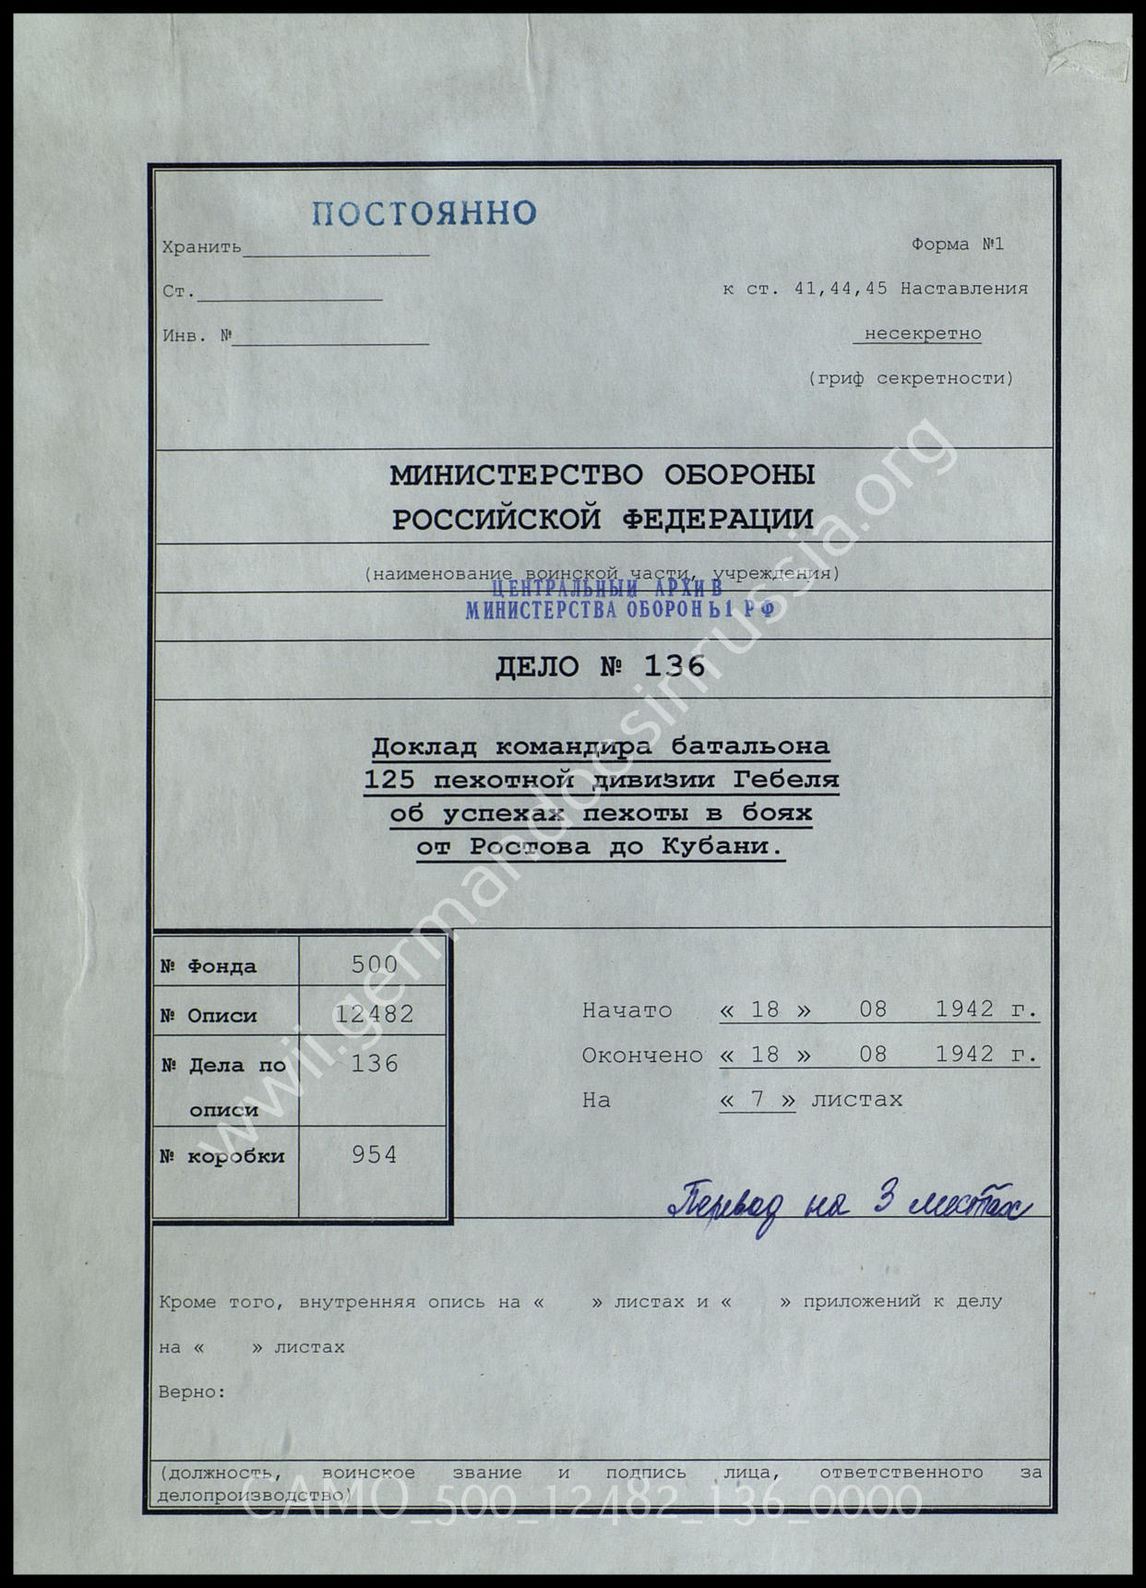 ПОСТОЯННО
Хранить
Форма №1
Ст.
к ст. 41,44,45 Наставления
Инв. №
несекретно
(гриф секретности)
МИНИСТЕРСТВО ОБОРОНЫ
РОССИЙСКОЙ ФЕДЕРАЦИИ
(наименование воинской части, учреждения)
ЦЕНТРАЛЬНЫЙ АРХИВ
МИНИСТЕРСТВА ОБОРОНЫ РФ
ДЕЛО № 136
Доклад командира батальона
125 пехотной дивизии Гебеля
об успехах пехоты в боях
от Ростова до Кубани.
№ Фонда 500
№ Описи 12482
№ Дела по 136
описи
№ коробки 954
Начато « 18 » 08 1942 г.
Окончено « 18 » 08 1942 г.
На « 7 » листах
Перевод на 3 листах
Кроме того, внутренняя опись на « » листах и « » приложений к делу
на « » листах
Верно:
(должность, воинское звание и подпись лица, ответственного за
делопроизводство)
CAMO_500_12482_136_0000
wwii.germandocsinrussia.org